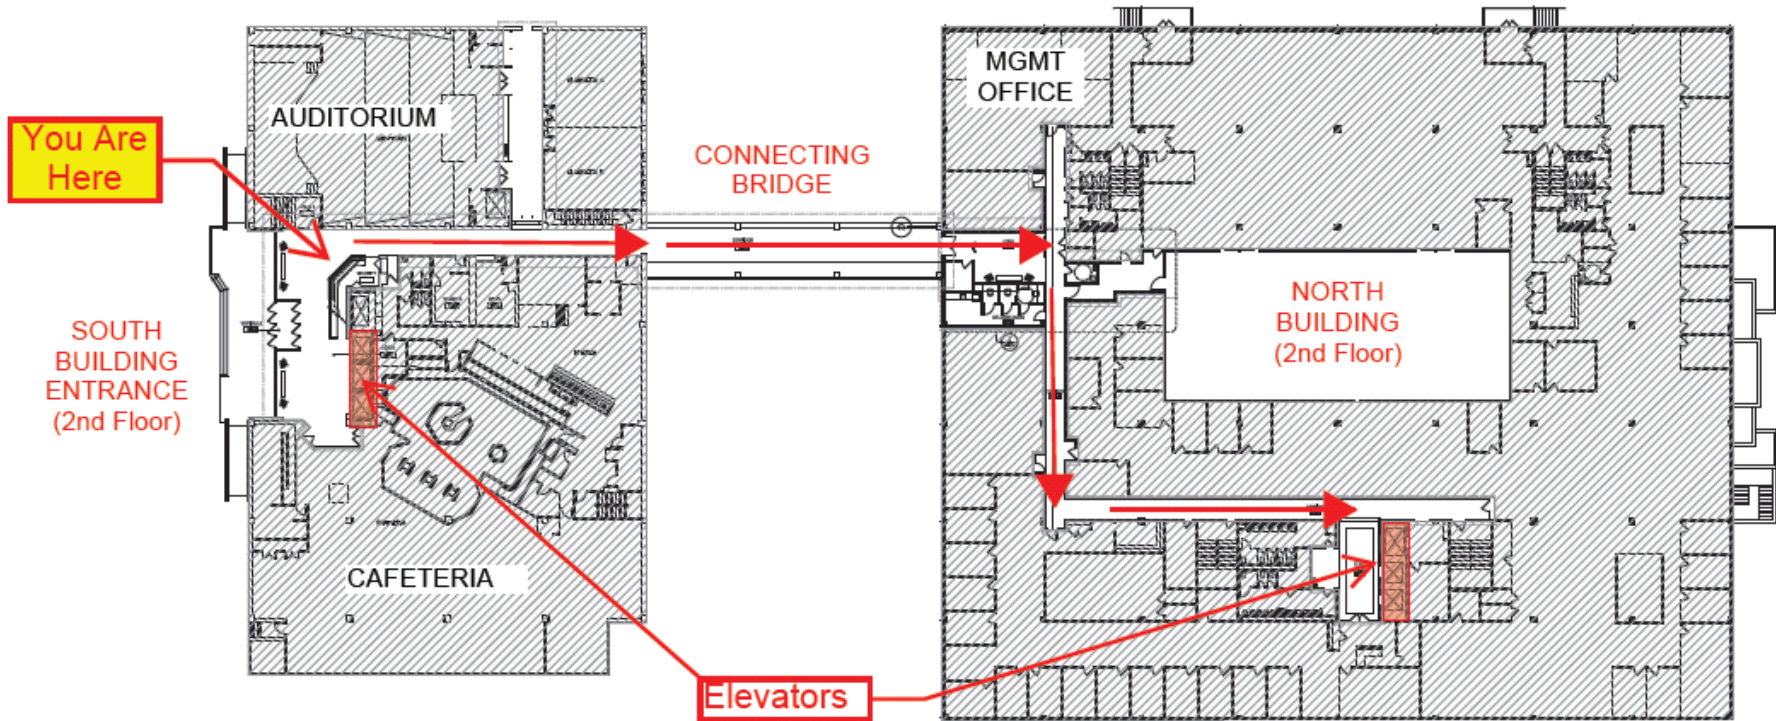 AUDITORIUM
You Are
Here
CONNECTING
BRIDGE
MGMT
OFFICE
SOUTH
BUILDING
ENTRANCE
(2nd Floor)
NORTH
BUILDING
(2nd Floor)
CAFETERIA
Elevators